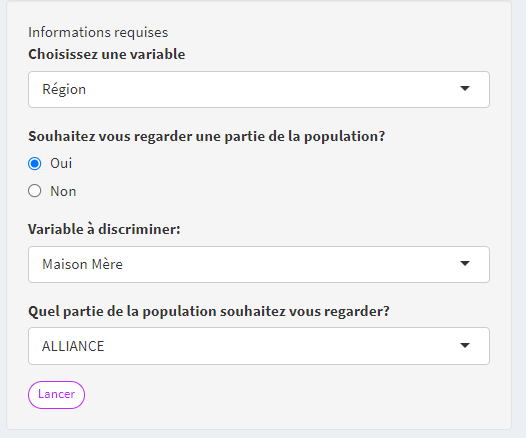 Informations requises
Choisissez une variable
Région
Souhaitez vous regarder une partie de la population?
Oui
Non
Variable à discriminer:
Maison Mère
Quel partie de la population souhaitez vous regarder?
ALLIANCE
Lancer